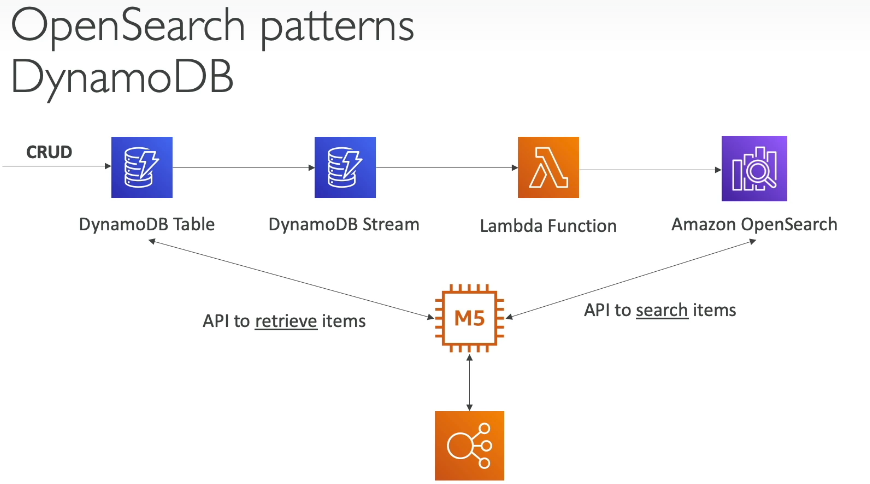 OpenSearch patterns
DynamoDB
CRUD
DynamoDB Table
DynamoDB Stream
Lambda Function
Amazon OpenSearch
API to retrieve items
M5
API to search items